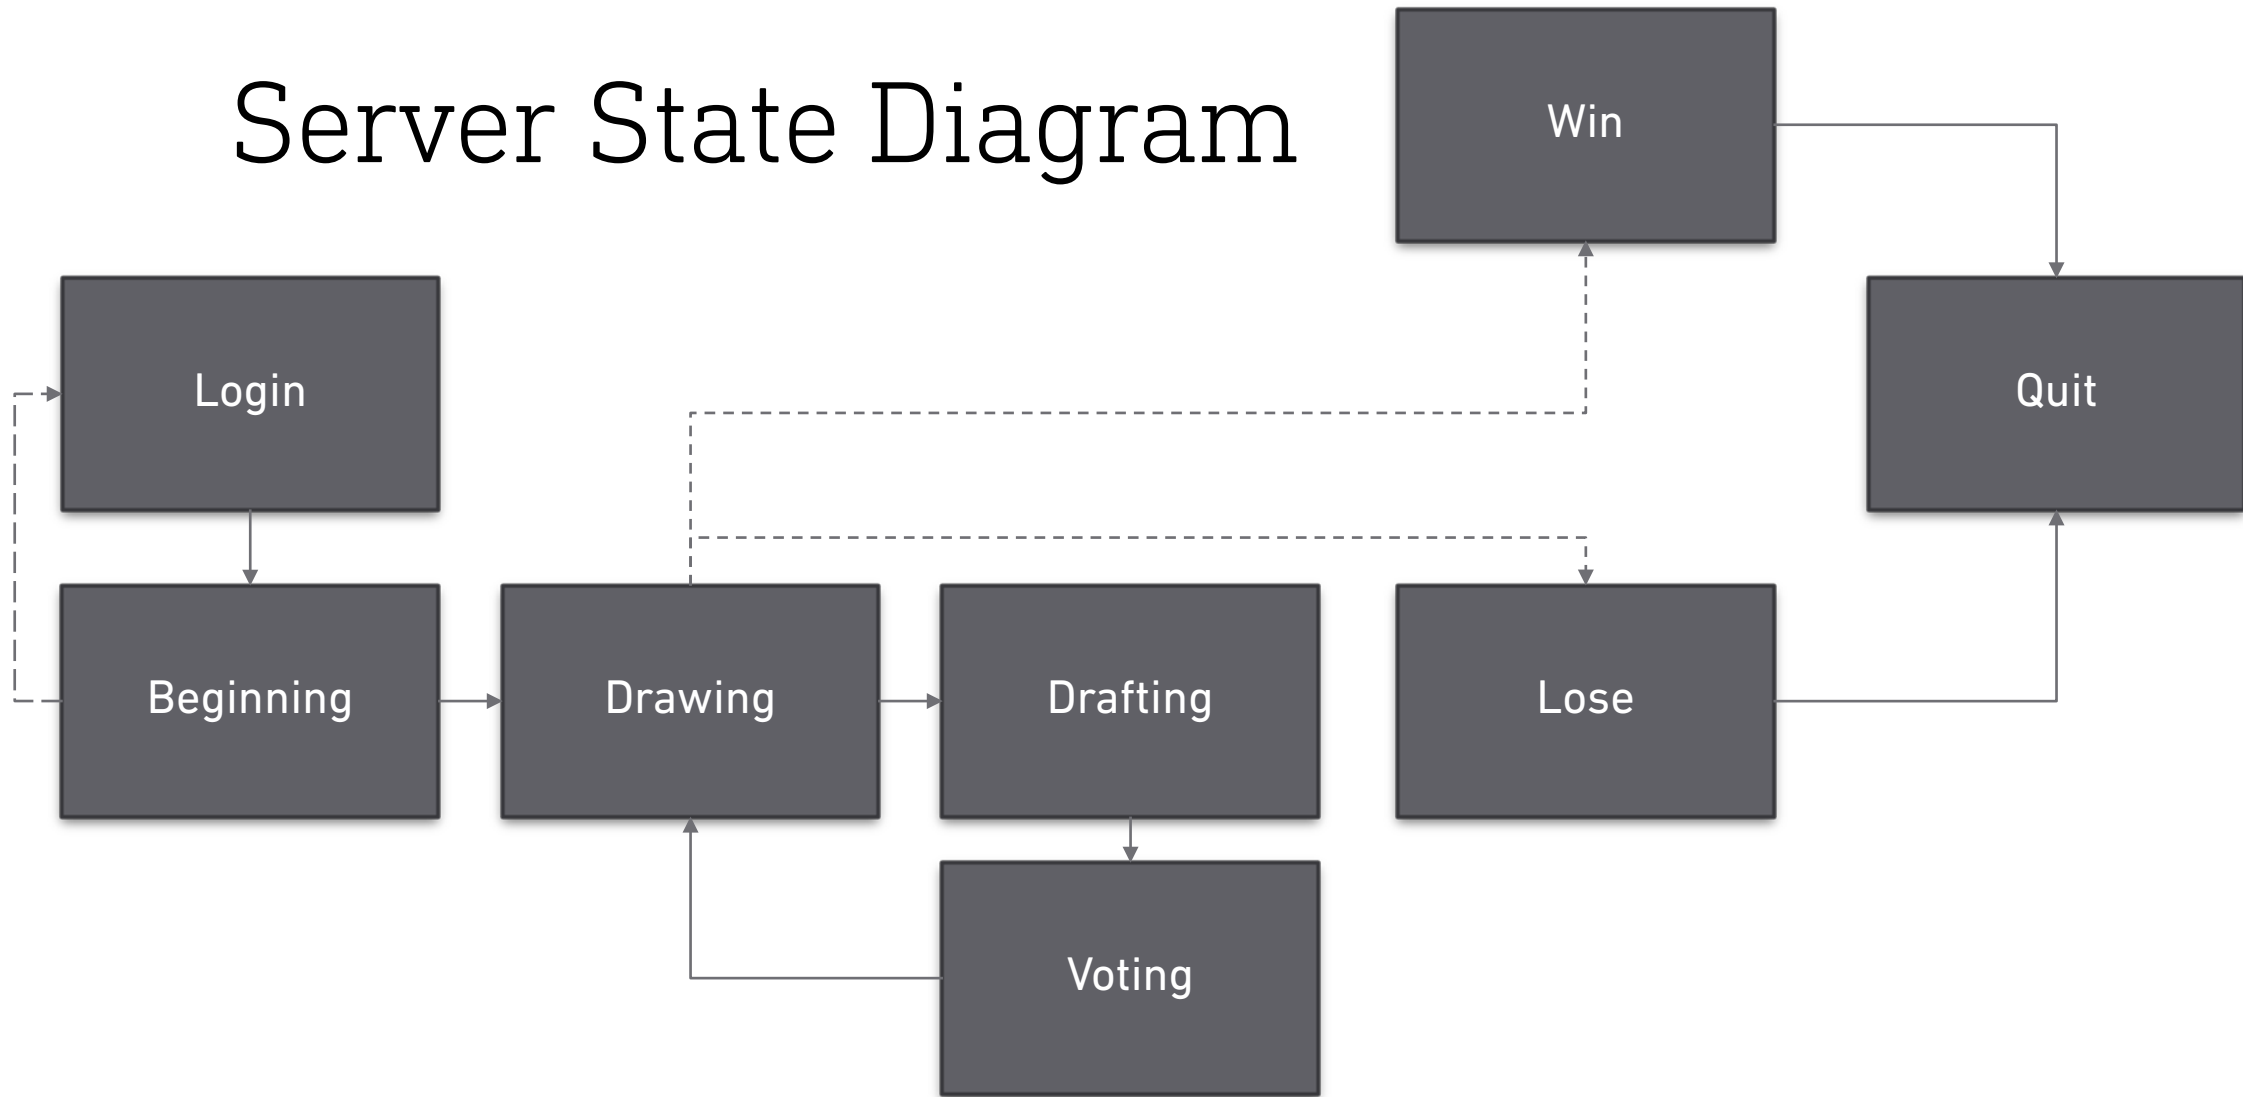 Server State Diagram
Win
Login
Quit
Beginning
Drawing
Drafting
Lose
Voting